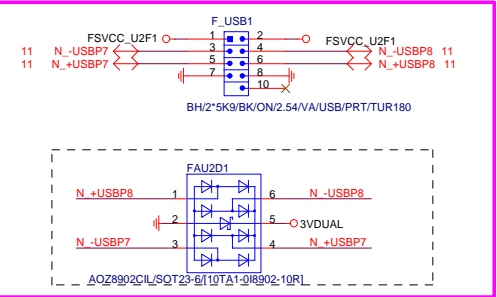 F_USB1
FSVCC_U2F1 1 2 FSVCC_U2F1
11 N_-USBP7 3 4 N_-USBP8 11
11 N_+USBP7 5 6 N_+USBP8 11
7 8
10
BH/2*5K9/BK/ON/2.54/VA/USB/PRT/TUR180
FAU2D1
N_+USBP8 1 6 N_-USBP8
2 5 3VDUAL
N_-USBP7 3 4 N_+USBP7
AOZ8902CIL/SOT23-6/[10TA1-0I8902-10R]